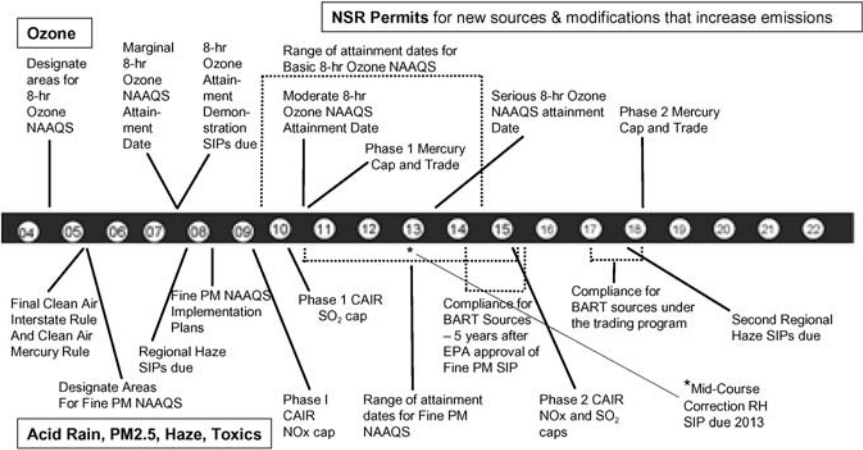 NSR Permits for new sources & modifications that increase emissions
Ozone
Designate
areas for
8-hr
Ozone
NAAQS
Marginal
8-hr
Ozone
NAAQS
Attain-
ment
Date
8-hr
Ozone
Attain-
ment
Demon-
stration
SIPs due
Range of attainment dates for
Basic 8-hr Ozone NAAQS
Moderate 8-hr
Ozone NAAQS
Attainment Date
Phase 1 Mercury
Cap and Trade
Serious 8-hr Ozone
NAAQS attainment
Date
Phase 2 Mercury
Cap and Trade
04 05 06 07 08 09 10 11 12 13 14 15 16 17 18 19 20 21 22
*
Final Clean Air
Interstate Rule
And Clean Air
Mercury Rule
Designate Areas
For Fine PM NAAQS
Regional Haze
SIPs due
Fine PM NAAQS
Implementation
Plans
Phase I
CAIR
NOx cap
Phase 1 CAIR
SO₂ cap
Range of attainment
dates for Fine PM
NAAQS
Compliance for
BART Sources
– 5 years after
EPA approval of
Fine PM SIP
Phase 2 CAIR
NOx and SO₂
caps
Compliance for
BART sources under
the trading program
Second Regional
Haze SIPs due
*Mid-Course
Correction RH
SIP due 2013
Acid Rain, PM2.5, Haze, Toxics